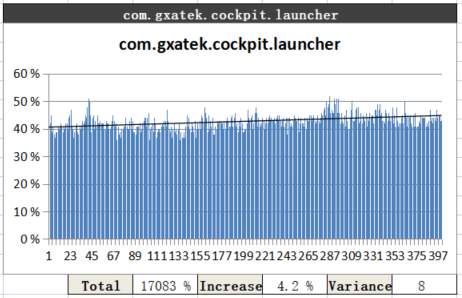 com.gxatek.cockpit.launcher
com.gxatek.cockpit.launcher
60 %
50 %
40 %
30 %
20 %
10 %
0 %
1 23 45 67 89 111 133 155 177 199 221 243 265 287 309 331 353 375 397
Total 17083 % Increase 4.2 % Variance 8